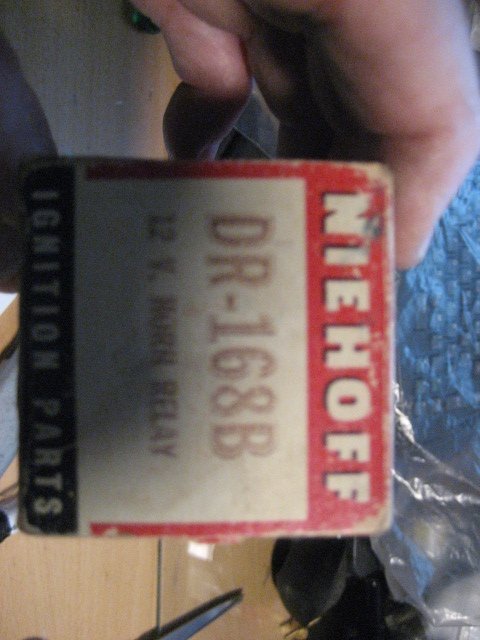 NIEHOFF
DR-168B
12 V. HORN RELAY
IGNITION PARTS